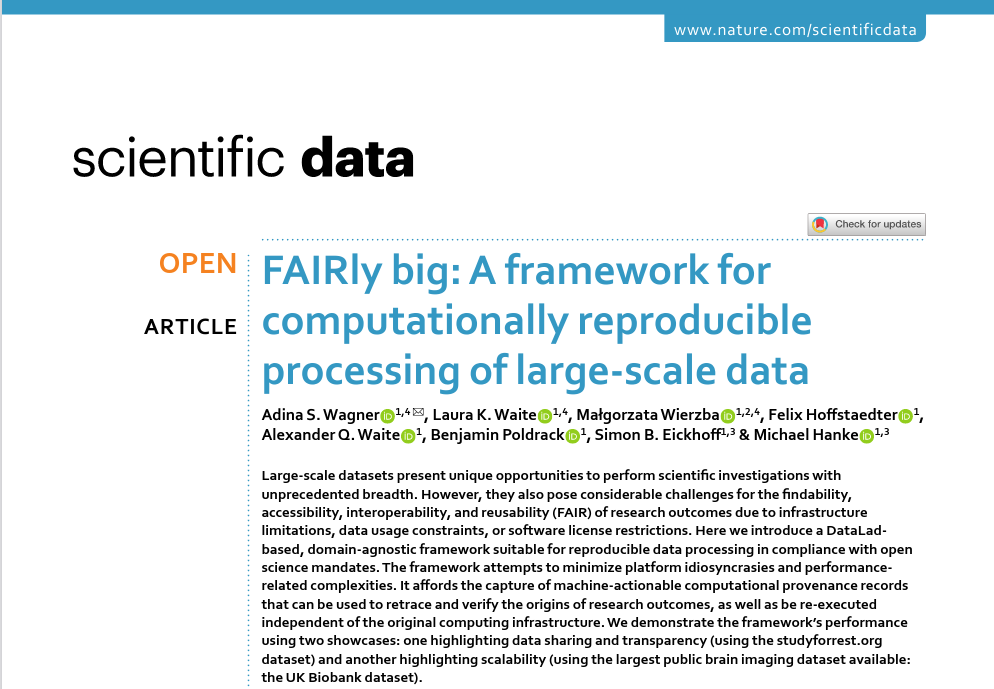 www.nature.com/scientificdata
scientific data
Check for updates
OPEN
ARTICLE
FAIRly big: A framework for
computationally reproducible
processing of large-scale data
Adina S. Wagner iD 1,4 ✉, Laura K. Waite iD 1,4, Małgorzata Wierzba iD 1,2,4, Felix Hoffstaedter iD 1,
Alexander Q. Waite iD 1, Benjamin Poldrack iD 1, Simon B. Eickhoff1,3 & Michael Hanke iD 1,3
Large-scale datasets present unique opportunities to perform scientific investigations with
unprecedented breadth. However, they also pose considerable challenges for the findability,
accessibility, interoperability, and reusability (FAIR) of research outcomes due to infrastructure
limitations, data usage constraints, or software license restrictions. Here we introduce a DataLad-
based, domain-agnostic framework suitable for reproducible data processing in compliance with open
science mandates. The framework attempts to minimize platform idiosyncrasies and performance-
related complexities. It affords the capture of machine-actionable computational provenance records
that can be used to retrace and verify the origins of research outcomes, as well as be re-executed
independent of the original computing infrastructure. We demonstrate the framework's performance
using two showcases: one highlighting data sharing and transparency (using the studyforrest.org
dataset) and another highlighting scalability (using the largest public brain imaging dataset available:
the UK Biobank dataset).